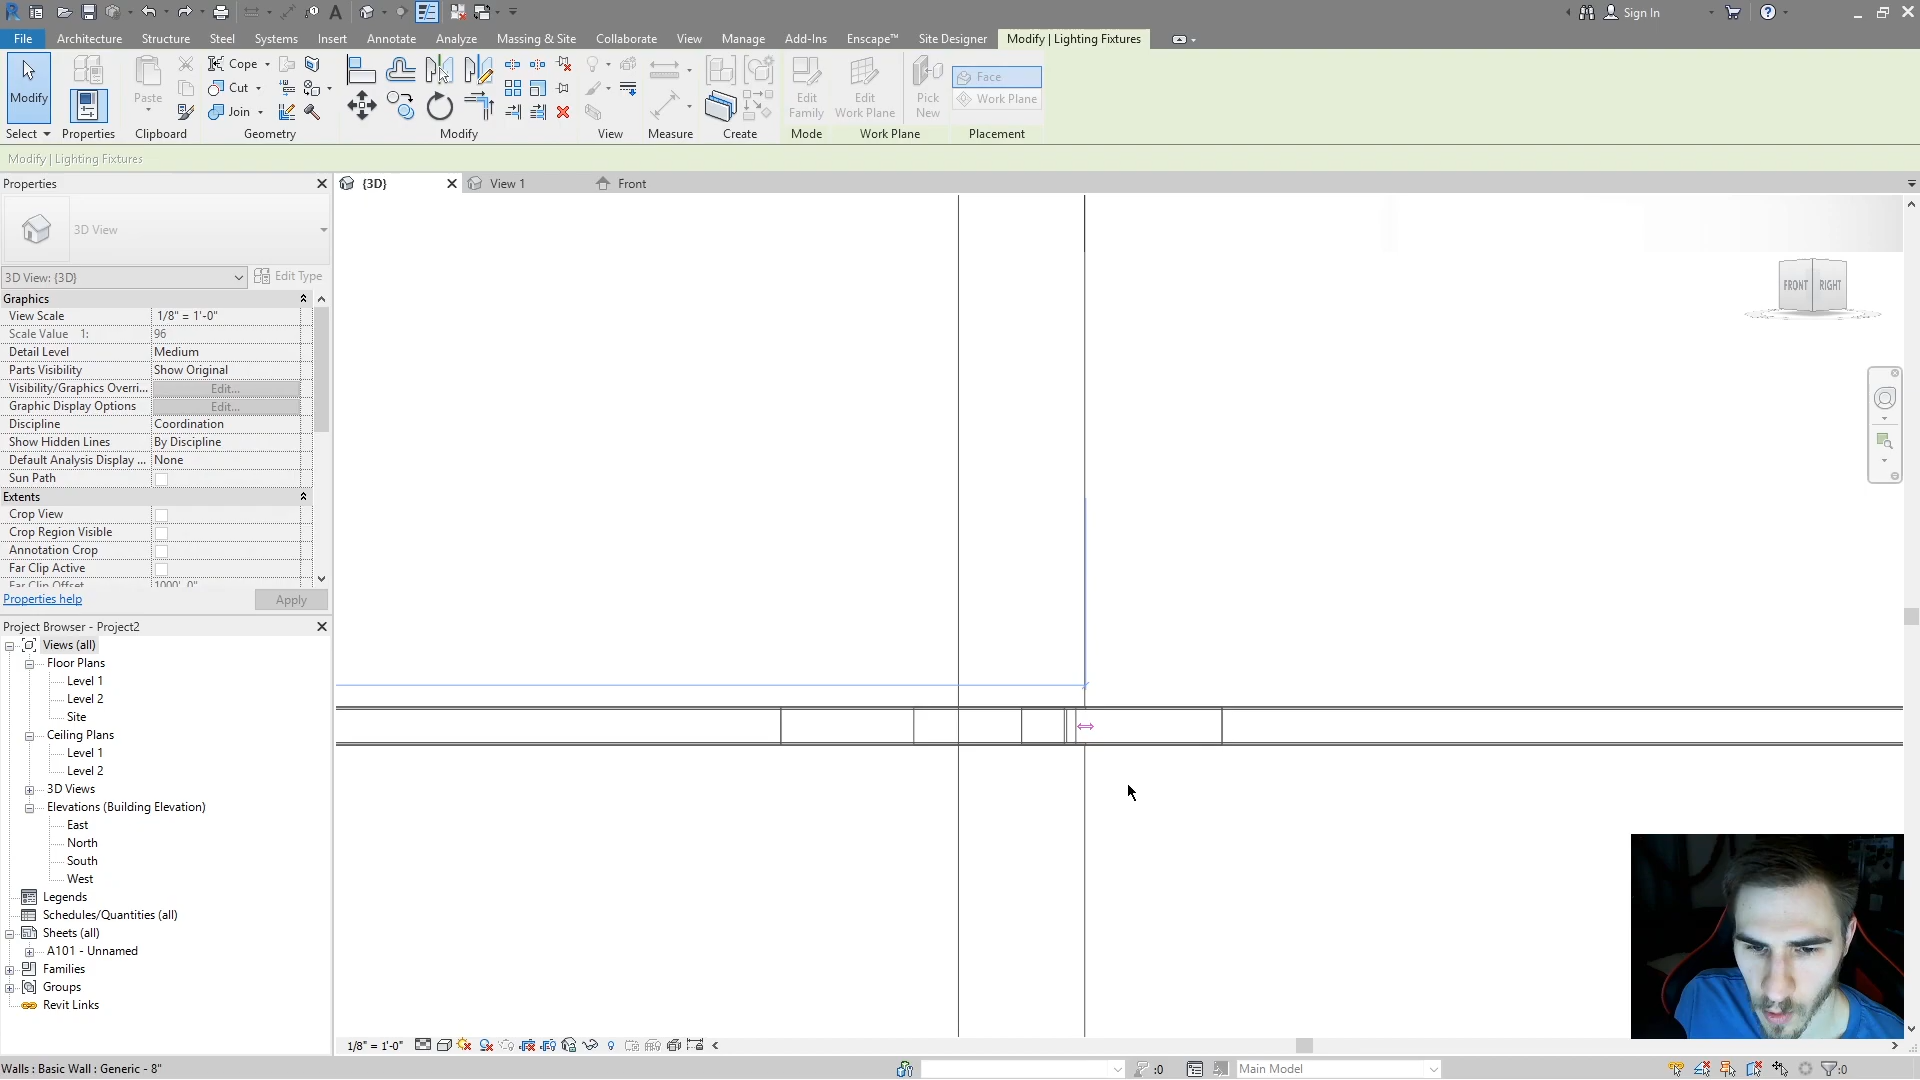 Sign In
File Architecture Structure Steel Systems Insert Annotate Analyze Massing & Site Collaborate View Manage Add-Ins Enscape™ Site Designer Modify | Lighting Fixtures
Modify
Paste
Cope
Cut
Join
Edit Family
Edit Work Plane
Pick New
Face
Work Plane
Select Properties Clipboard Geometry Modify View Measure Create Mode Work Plane Placement
Modify | Lighting Fixtures
Properties
{3D} View 1 Front
3D View
3D View: {3D} Edit Type
Graphics
View Scale 1/8" = 1'-0"
Scale Value 1: 96
Detail Level Medium
Parts Visibility Show Original
Visibility/Graphics Overri... Edit...
Graphic Display Options Edit...
Discipline Coordination
Show Hidden Lines By Discipline
Default Analysis Display ... None
Sun Path
Extents
Crop View
Crop Region Visible
Annotation Crop
Far Clip Active
Far Clip Offset 1000' 0"
Properties help Apply
FRONT RIGHT
Project Browser - Project2
Views (all)
Floor Plans
Level 1
Level 2
Site
Ceiling Plans
Level 1
Level 2
3D Views
Elevations (Building Elevation)
East
North
South
West
Legends
Schedules/Quantities (all)
Sheets (all)
A101 - Unnamed
Families
Groups
Revit Links
1/8" = 1'-0"
Walls : Basic Wall : Generic - 8" :0 Main Model :0